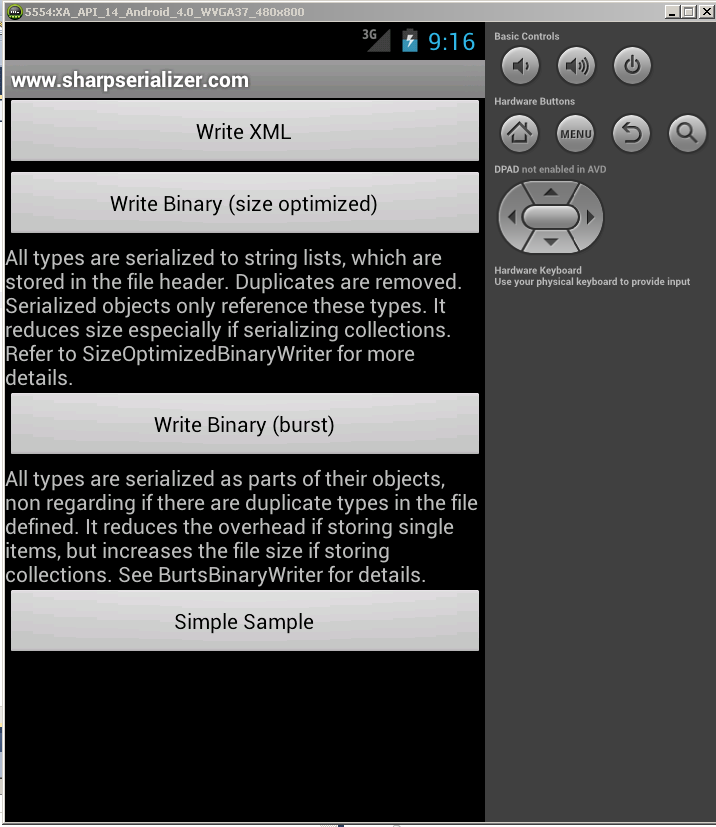 5554:XA_API_14_Android_4.0_WVGA37_480x800
3G
9:16
www.sharpserializer.com
Write XML
Write Binary (size optimized)
All types are serialized to string lists, which are
stored in the file header. Duplicates are removed.
Serialized objects only reference these types. It
reduces size especially if serializing collections.
Refer to SizeOptimizedBinaryWriter for more
details.
Write Binary (burst)
All types are serialized as parts of their objects,
non regarding if there are duplicate types in the file
defined. It reduces the overhead if storing single
items, but increases the file size if storing
collections. See BurtsBinaryWriter for details.
Simple Sample
Basic Controls
Hardware Buttons
MENU
DPAD not enabled in AVD
Hardware Keyboard
Use your physical keyboard to provide input